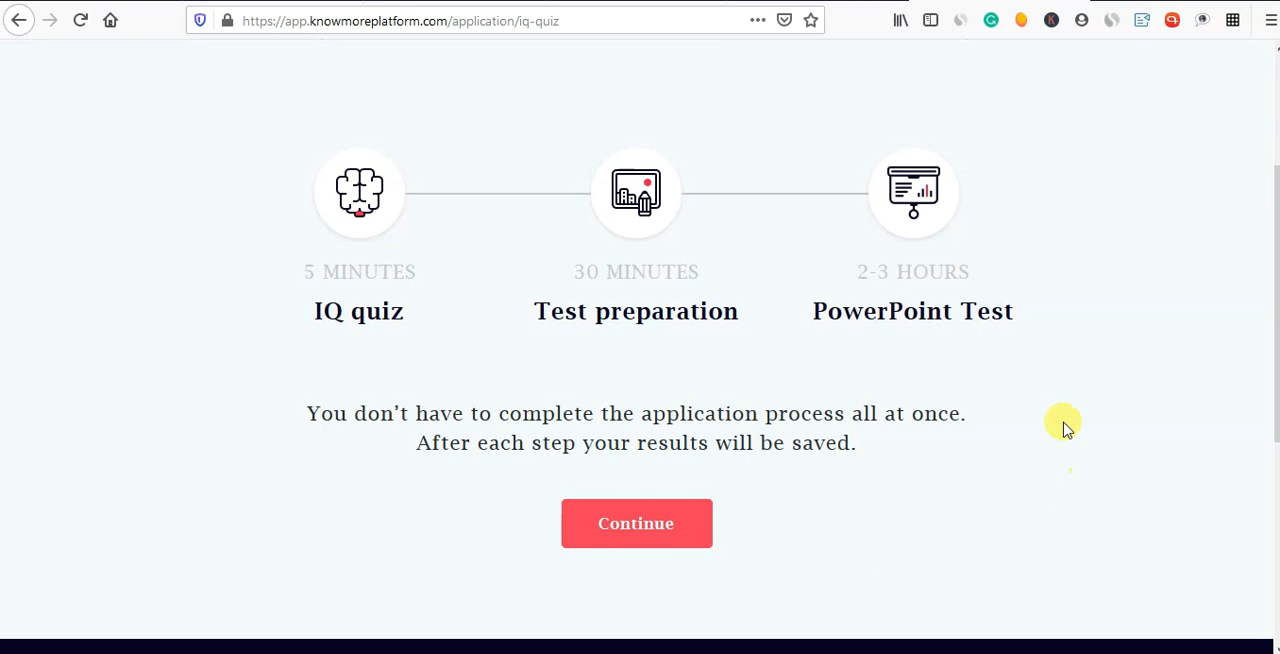 https://app.knowmoreplatform.com/application/iq-quiz
5 MINUTES
IQ quiz
30 MINUTES
Test preparation
2-3 HOURS
PowerPoint Test
You don’t have to complete the application process all at once.
After each step your results will be saved.
Continue